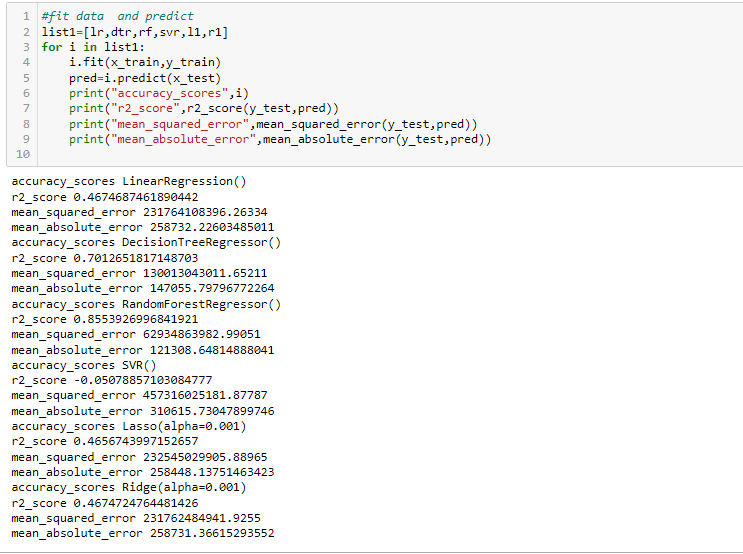 1 #fit data  and predict
2 list1=[lr,dtr,rf,svr,l1,r1]
3 for i in list1:
4     i.fit(x_train,y_train)
5     pred=i.predict(x_test)
6     print("accuracy_scores",i)
7     print("r2_score",r2_score(y_test,pred))
8     print("mean_squared_error",mean_squared_error(y_test,pred))
9     print("mean_absolute_error",mean_absolute_error(y_test,pred))
10
accuracy_scores LinearRegression()
r2_score 0.4674687461890442
mean_squared_error 231764108396.26334
mean_absolute_error 258732.22603485011
accuracy_scores DecisionTreeRegressor()
r2_score 0.7012651817148703
mean_squared_error 130013043011.65211
mean_absolute_error 147055.79796772264
accuracy_scores RandomForestRegressor()
r2_score 0.8553926996841921
mean_squared_error 62934863982.99051
mean_absolute_error 121308.64814888041
accuracy_scores SVR()
r2_score -0.05078857103084777
mean_squared_error 457316025181.87787
mean_absolute_error 310615.73047899746
accuracy_scores Lasso(alpha=0.001)
r2_score 0.4656743997152657
mean_squared_error 232545029905.88965
mean_absolute_error 258448.13751463423
accuracy_scores Ridge(alpha=0.001)
r2_score 0.4674724764481426
mean_squared_error 231762484941.9255
mean_absolute_error 258731.36615293552